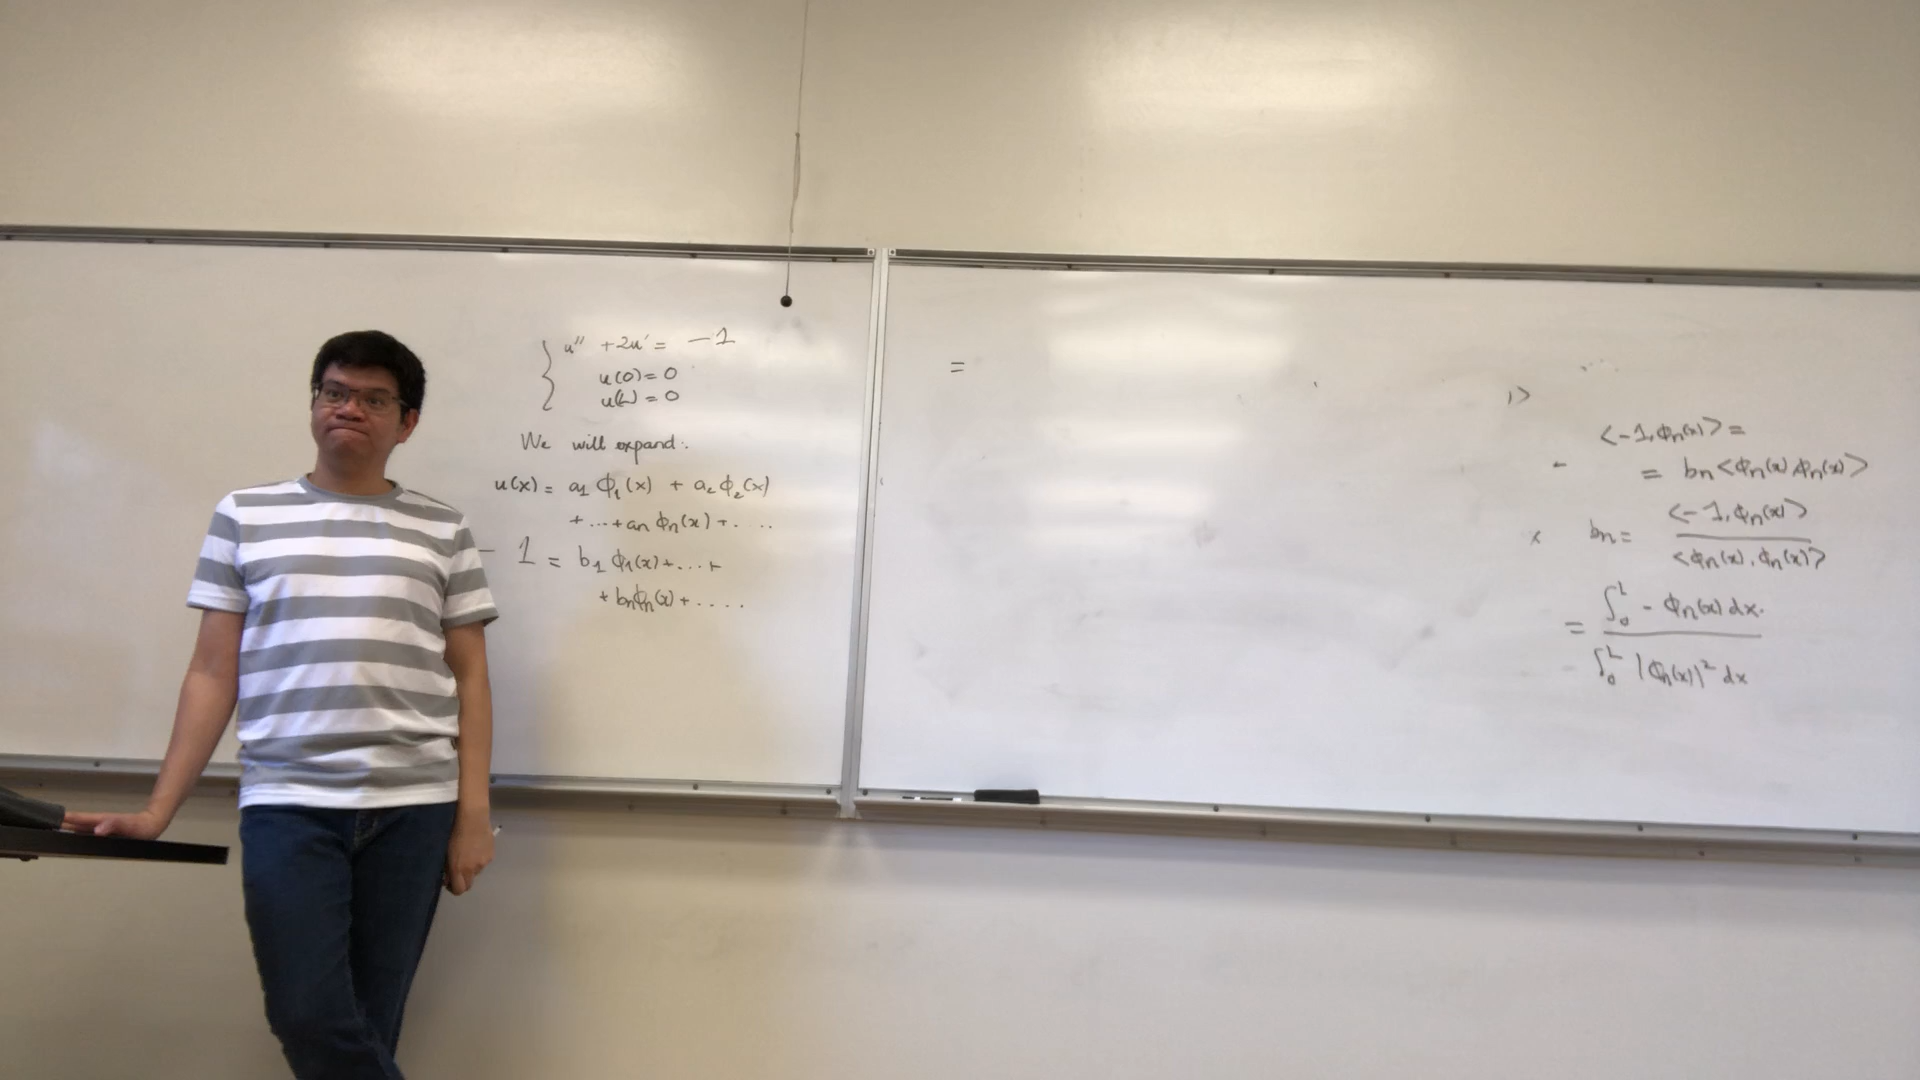 u'' + 2u' = -1
u(0) = 0
u(L) = 0
We will expand:
u(x) = a₁ ϕ₁(x) + a₂ ϕ₂(x)
+ ... + an ϕn(x) + ....
- 1 = b₁ ϕ₁(x) + ... +
+ bnϕn(x) + ....
=
1>
<-1, ϕn(x)> =
= bn <ϕn(x) ϕn(x)>
bn = <-1, ϕn(x)> / <ϕn(x), ϕn(x)>
= ∫₀ᴸ - ϕn(x) dx. / ∫₀ᴸ |ϕn(x)|² dx